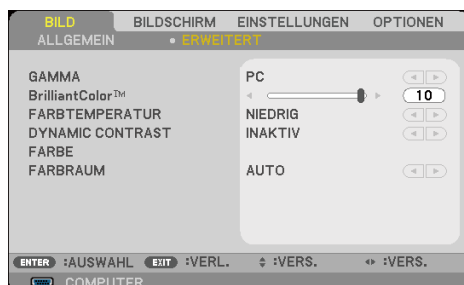 BILD BILDSCHIRM EINSTELLUNGEN OPTIONEN
ALLGEMEIN • ERWEITERT
GAMMA PC
BrilliantColor™ 10
FARBTEMPERATUR NIEDRIG
DYNAMIC CONTRAST INAKTIV
FARBE
FARBRAUM AUTO
ENTER :AUSWAHL EXIT :VERL. :VERS. :VERS.
COMPUTER